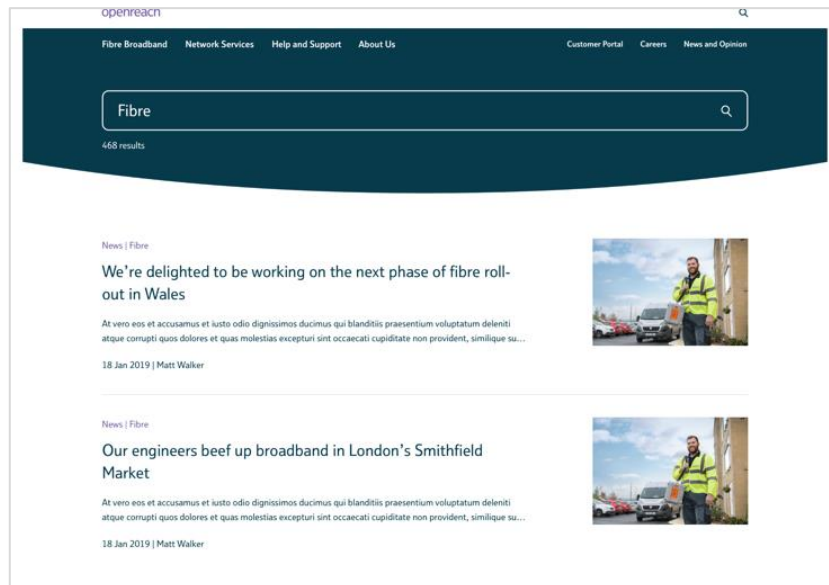 openreach
Fibre Broadband Network Services Help and Support About Us Customer Portal Careers News and Opinion
Fibre
468 results
News | Fibre
We're delighted to be working on the next phase of fibre roll-
out in Wales
At vero eos et accusamus et iusto odio dignissimos ducimus qui blanditiis praesentium voluptatum deleniti
atque corrupti quos dolores et quas molestias excepturi sint occaecati cupiditate non provident, similique su...
18 Jan 2019 | Matt Walker
News | Fibre
Our engineers beef up broadband in London's Smithfield
Market
At vero eos et accusamus et iusto odio dignissimos ducimus qui blanditiis praesentium voluptatum deleniti
atque corrupti quos dolores et quas molestias excepturi sint occaecati cupiditate non provident, similique su...
18 Jan 2019 | Matt Walker